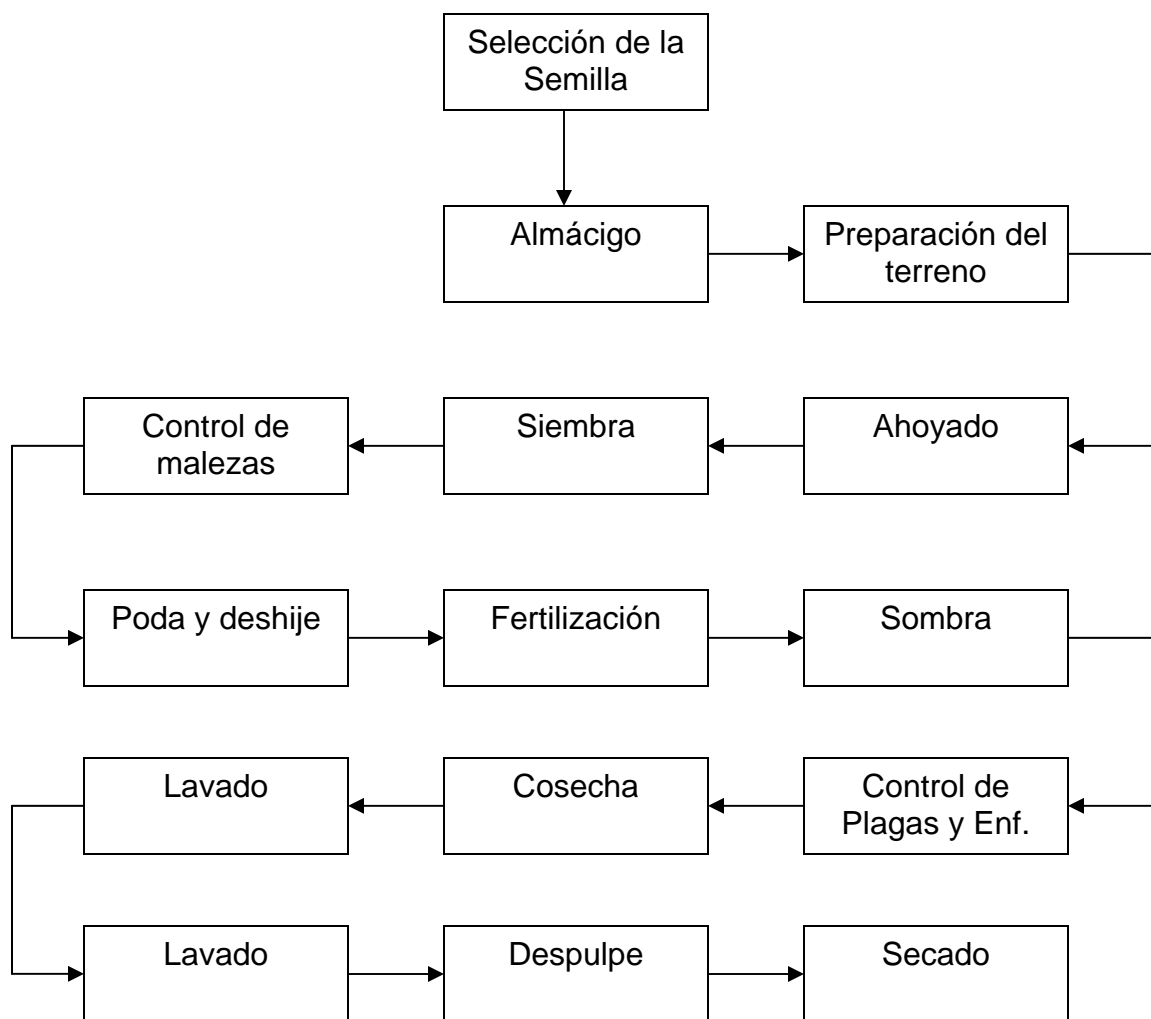 Selección de la
Semilla
Almácigo
Preparación del
terreno
Control de
malezas
Siembra
Ahoyado
Poda y deshije
Fertilización
Sombra
Lavado
Cosecha
Control de
Plagas y Enf.
Lavado
Despulpe
Secado